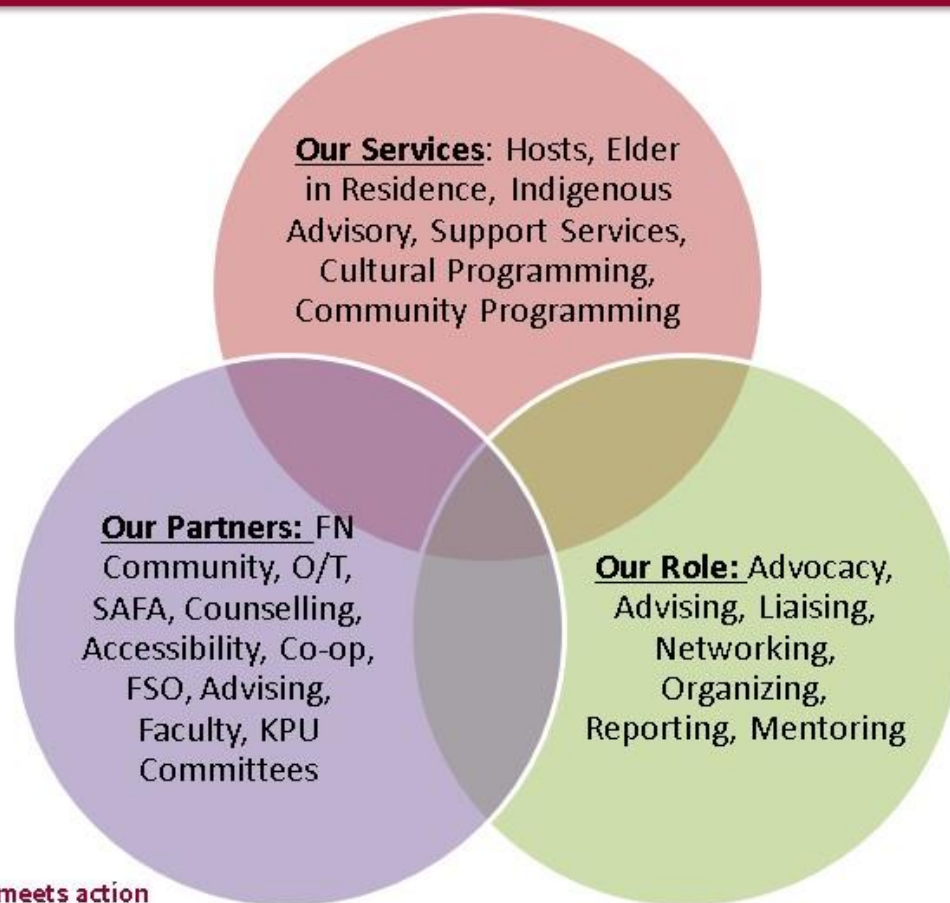 Our Services: Hosts, Elder
in Residence, Indigenous
Advisory, Support Services,
Cultural Programming,
Community Programming
Our Partners: FN
Community, O/T,
SAFA, Counselling,
Accessibility, Co-op,
FSO, Advising,
Faculty, KPU
Committees
Our Role: Advocacy,
Advising, Liaising,
Networking,
Organizing,
Reporting, Mentoring
meets action